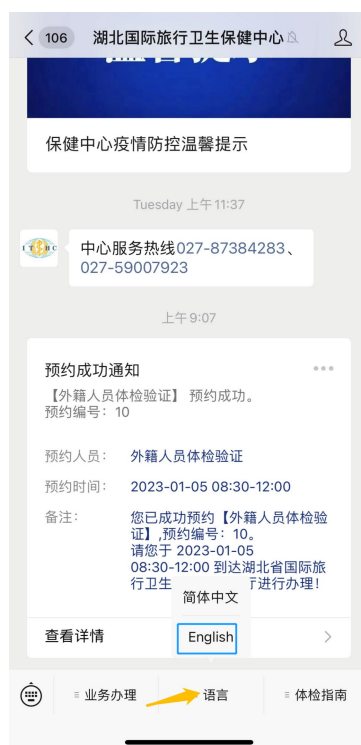 106 湖北国际旅行卫生保健中心
保健中心疫情防控温馨提示
Tuesday 上午11:37
ITHC
中心服务热线027-87384283、
027-59007923
上午9:07
预约成功通知
【外籍人员体检验证】 预约成功。
预约编号：10
预约人员： 外籍人员体检验证
预约时间： 2023-01-05 08:30-12:00
备注： 您已成功预约【外籍人员体检验
证】,预约编号：10。
请您于 2023-01-05
08:30-12:00 到达湖北省国际旅
行卫生 厅进行办理！
简体中文
查看详情
English
业务办理 语言 体检指南